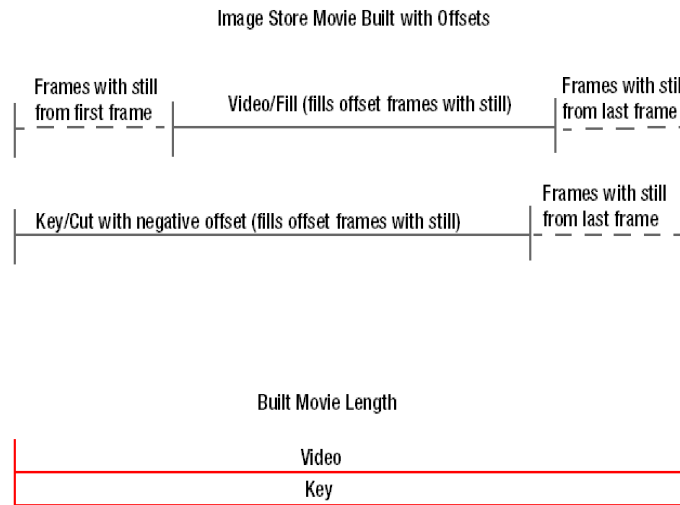 Image Store Movie Built with Offsets
Frames with still
from first frame
Video/Fill (fills offset frames with still)
Frames with still
from last frame
Key/Cut with negative offset (fills offset frames with still)
Frames with still
from last frame
Built Movie Length
Video
Key